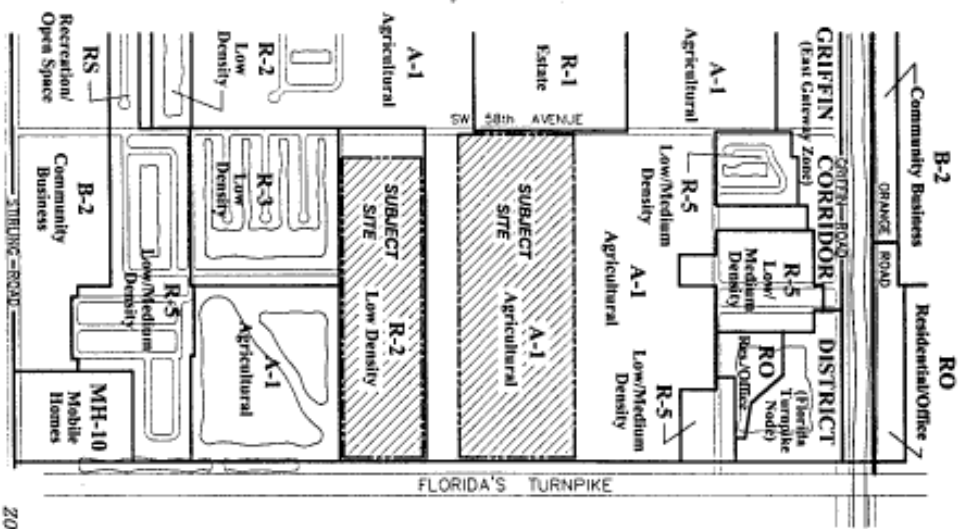 B-2
Community Business
RO
Residential/Office
ORANGE ROAD
GRIFFIN ROAD
GRIFFIN CORRIDOR DISTRICT
(East Gateway
Zone)
(Florida
Turnpike
Node)
A-1
Agricultural
R-5
Low/Medium
Density
R-5
Low/
Medium
Density
RO
Res./Office
A-1
Agricultural
R-5
Low/Medium
Density
R-1
Estate
SW 58th AVENUE
SUBJECT
SITE
A-1
Agricultural
A-1
Agricultural
SUBJECT
SITE
R-2
Low Density
R-2
Low
Density
R-3
Low
Density
A-1
Agricultural
RS
Recreation/
Open Space
B-2
Community
Business
R-5
Low/Medium
Density
MH-10
Mobile
Homes
STIRLING ROAD
FLORIDA'S TURNPIKE
ZO